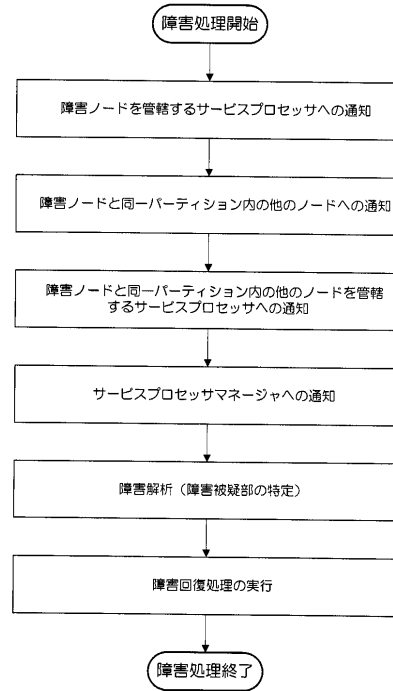 障害処理開始
障害ノードを管轄するサービスプロセッサへの通知
障害ノードと同一パーティション内の他のノードへの通知
障害ノードと同一パーティション内の他のノードを管轄
するサービスプロセッサへの通知
サービスプロセッサマネージャへの通知
障害解析（障害被疑部の特定）
障害回復処理の実行
障害処理終了